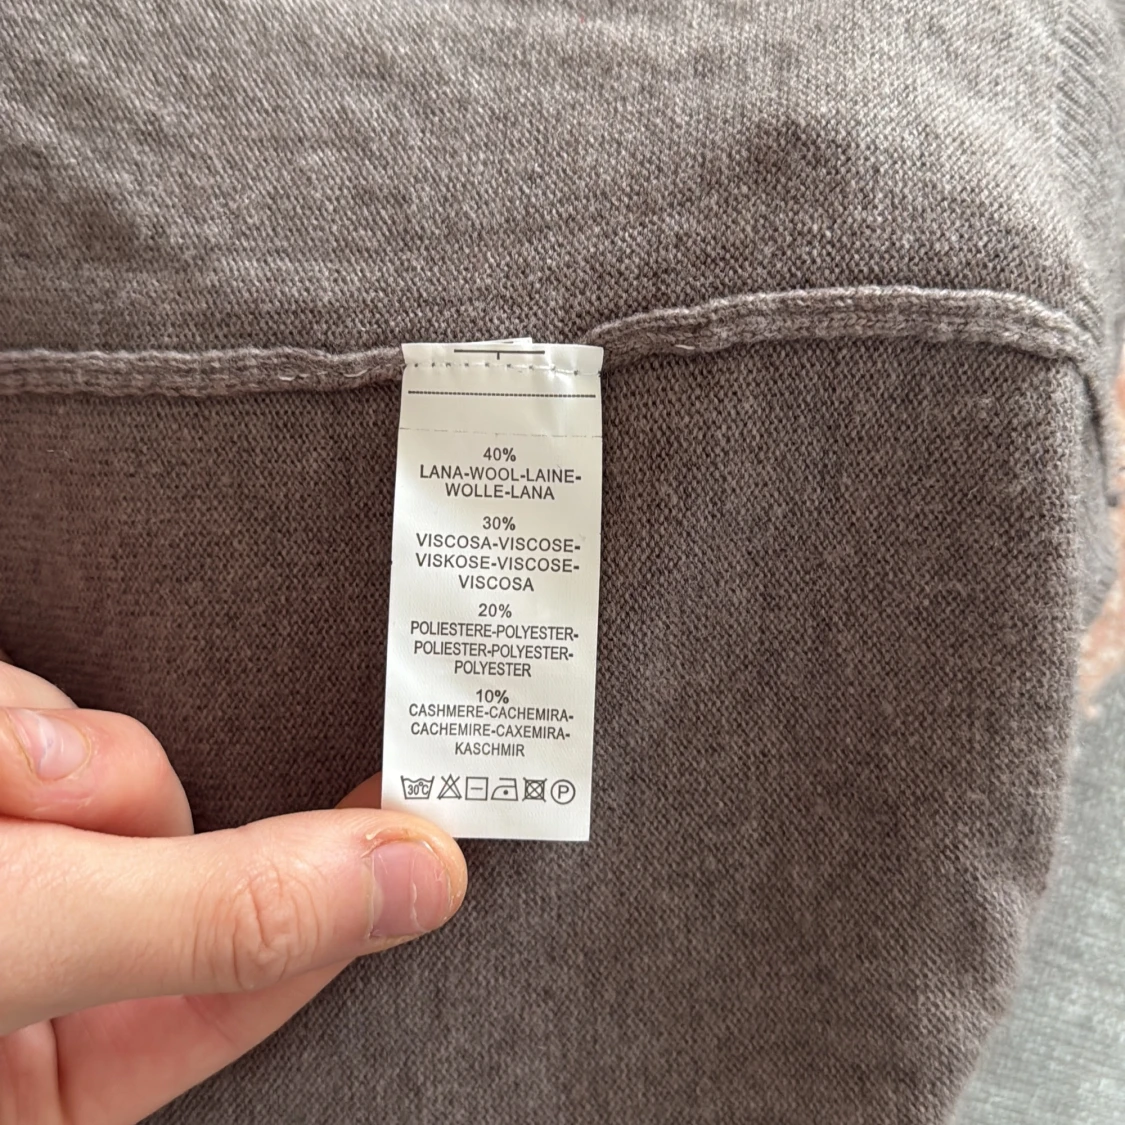 40%
LANA-WOOL-LAINE-
WOLLE-LANA
30%
VISCOSA-VISCOSE-
VISKOSE-VISCOSE-
VISCOSA
20%
POLIESTERE-POLYESTER-
POLIESTER-POLYESTER-
POLYESTER
10%
CASHMERE-CACHEMIRA-
CACHEMIRE-CAXEMIRA-
KASCHMIR
30°C P